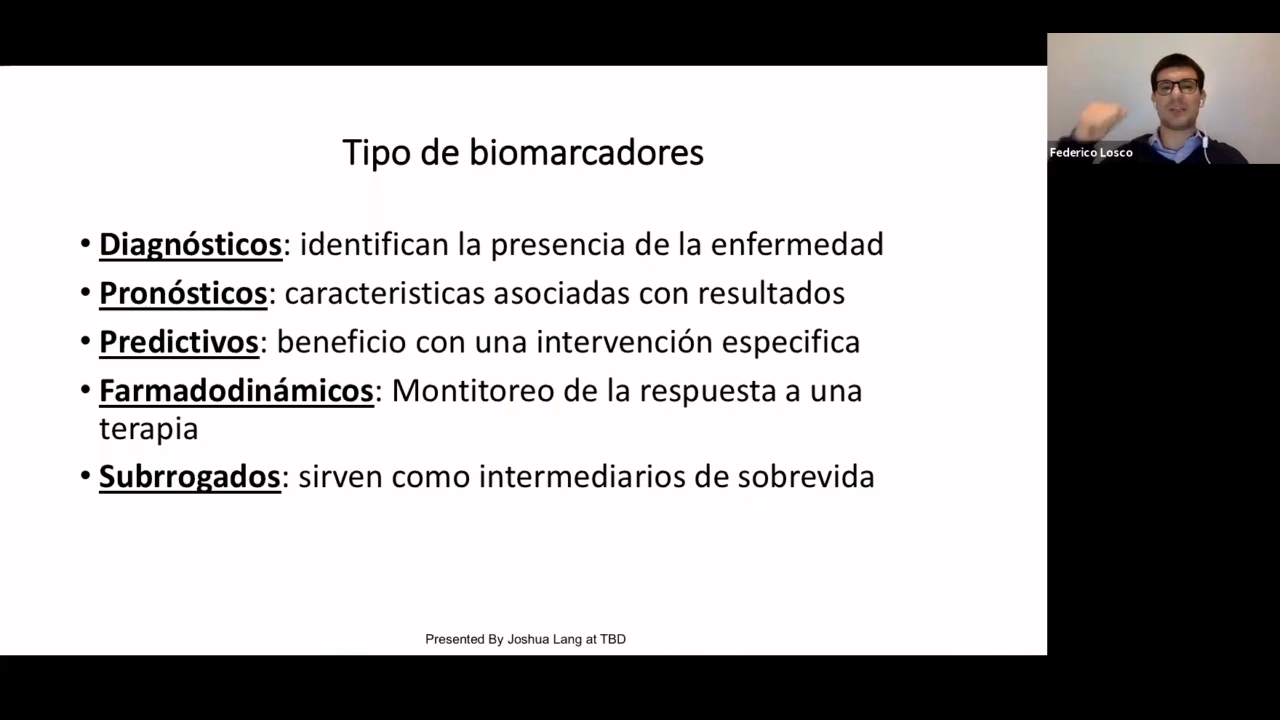 Tipo de biomarcadores
• Diagnósticos: identifican la presencia de la enfermedad
• Pronósticos: caracteristicas asociadas con resultados
• Predictivos: beneficio con una intervención especifica
• Farmadodinámicos: Montitoreo de la respuesta a una
terapia
• Subrrogados: sirven como intermediarios de sobrevida
Presented By Joshua Lang at TBD
Federico Losco